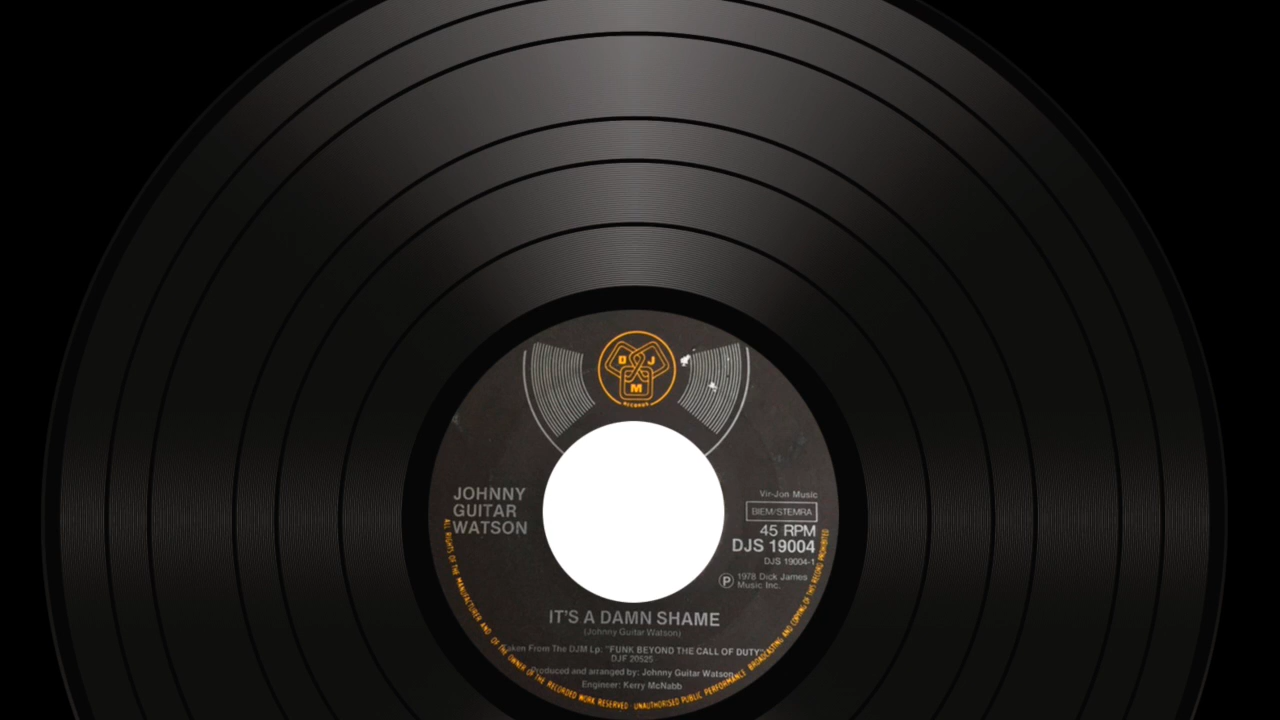 D J
M
RECORDS
JOHNNY
GUITAR
WATSON
Vir-Jon Music
BIEM/STEMRA
45 RPM
DJS 19004
DJS 19004-1
P 1978 Dick James
Music Inc.
IT'S A DAMN SHAME
(Johnny Guitar Watson)
Taken From The DJM Lp: "FUNK BEYOND THE CALL OF DUTY"
DJF 20525
Produced and arranged by: Johnny Guitar Watson
Engineer: Kerry McNabb
ALL RIGHTS OF THE MANUFACTURER AND OF THE OWNER OF THE RECORDED WORK RESERVED · UNAUTHORISED PUBLIC PERFORMANCE BROADCASTING AND COPYING OF THIS RECORD PROHIBITED